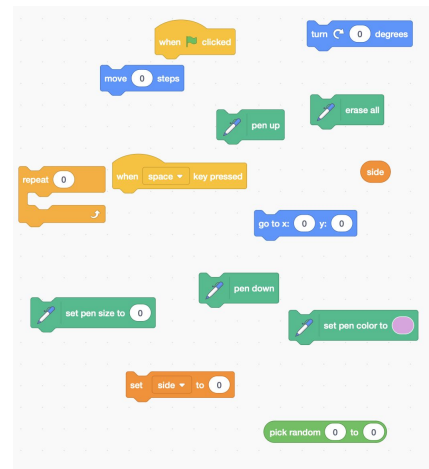 when clicked
turn 0 degrees
move 0 steps
erase all
pen up
side
repeat 0
when space key pressed
go to x: 0 y: 0
pen down
set pen size to 0
set pen color to
set side to 0
pick random 0 to 0